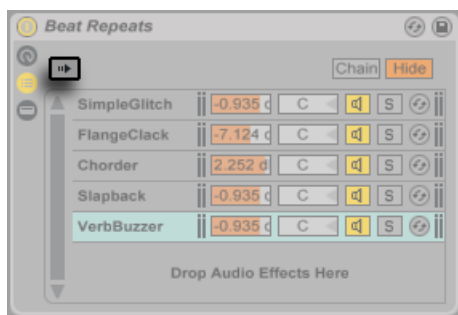 Beat Repeats
Chain Hide
SimpleGlitch -0.935 d C S
FlangeClack -7.124 d C S
Chorder 2.252 d C S
Slapback -0.935 d C S
VerbBuzzer -0.935 d C S
Drop Audio Effects Here